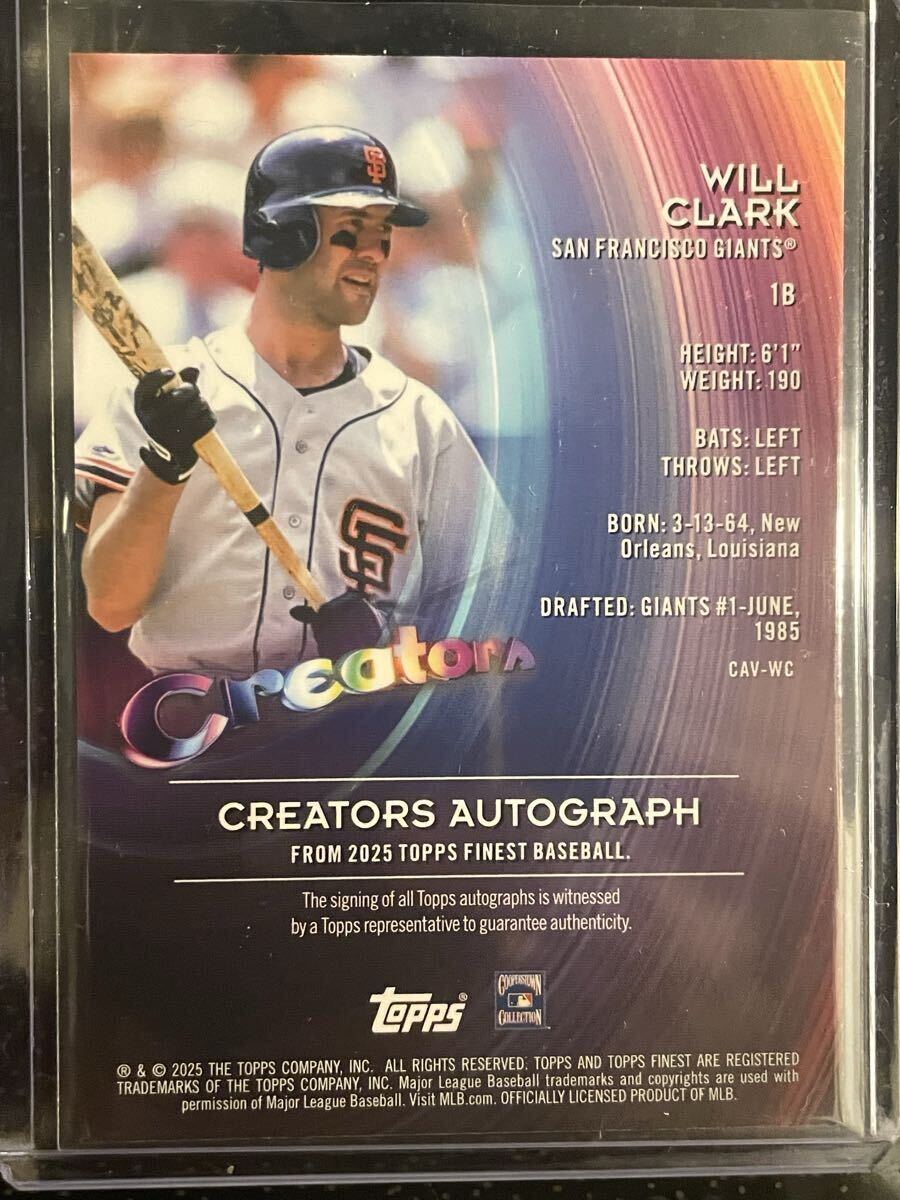 WILL
CLARK
SAN FRANCISCO GIANTS®
1B
HEIGHT: 6'1"
WEIGHT: 190
BATS: LEFT
THROWS: LEFT
BORN: 3-13-64, New
Orleans, Louisiana
DRAFTED: GIANTS #1-JUNE,
1985
CAV-WC
SF
SF
Creators
CREATORS AUTOGRAPH
FROM 2025 TOPPS FINEST BASEBALL.
The signing of all Topps autographs is witnessed
by a Topps representative to guarantee authenticity.
topps®
COOPERSTOWN
COLLECTION
® & © 2025 THE TOPPS COMPANY, INC. ALL RIGHTS RESERVED. TOPPS AND TOPPS FINEST ARE REGISTERED
TRADEMARKS OF THE TOPPS COMPANY, INC. Major League Baseball trademarks and copyrights are used with
permission of Major League Baseball. Visit MLB.com. OFFICIALLY LICENSED PRODUCT OF MLB.